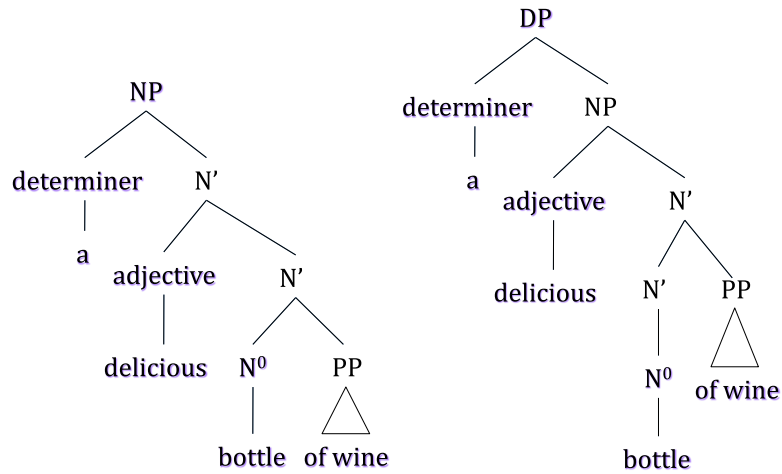 NP
determiner N’
a
adjective N’
delicious N⁰ PP
bottle of wine
DP
determiner NP
a
adjective N’
delicious N’ PP
N⁰ of wine
bottle